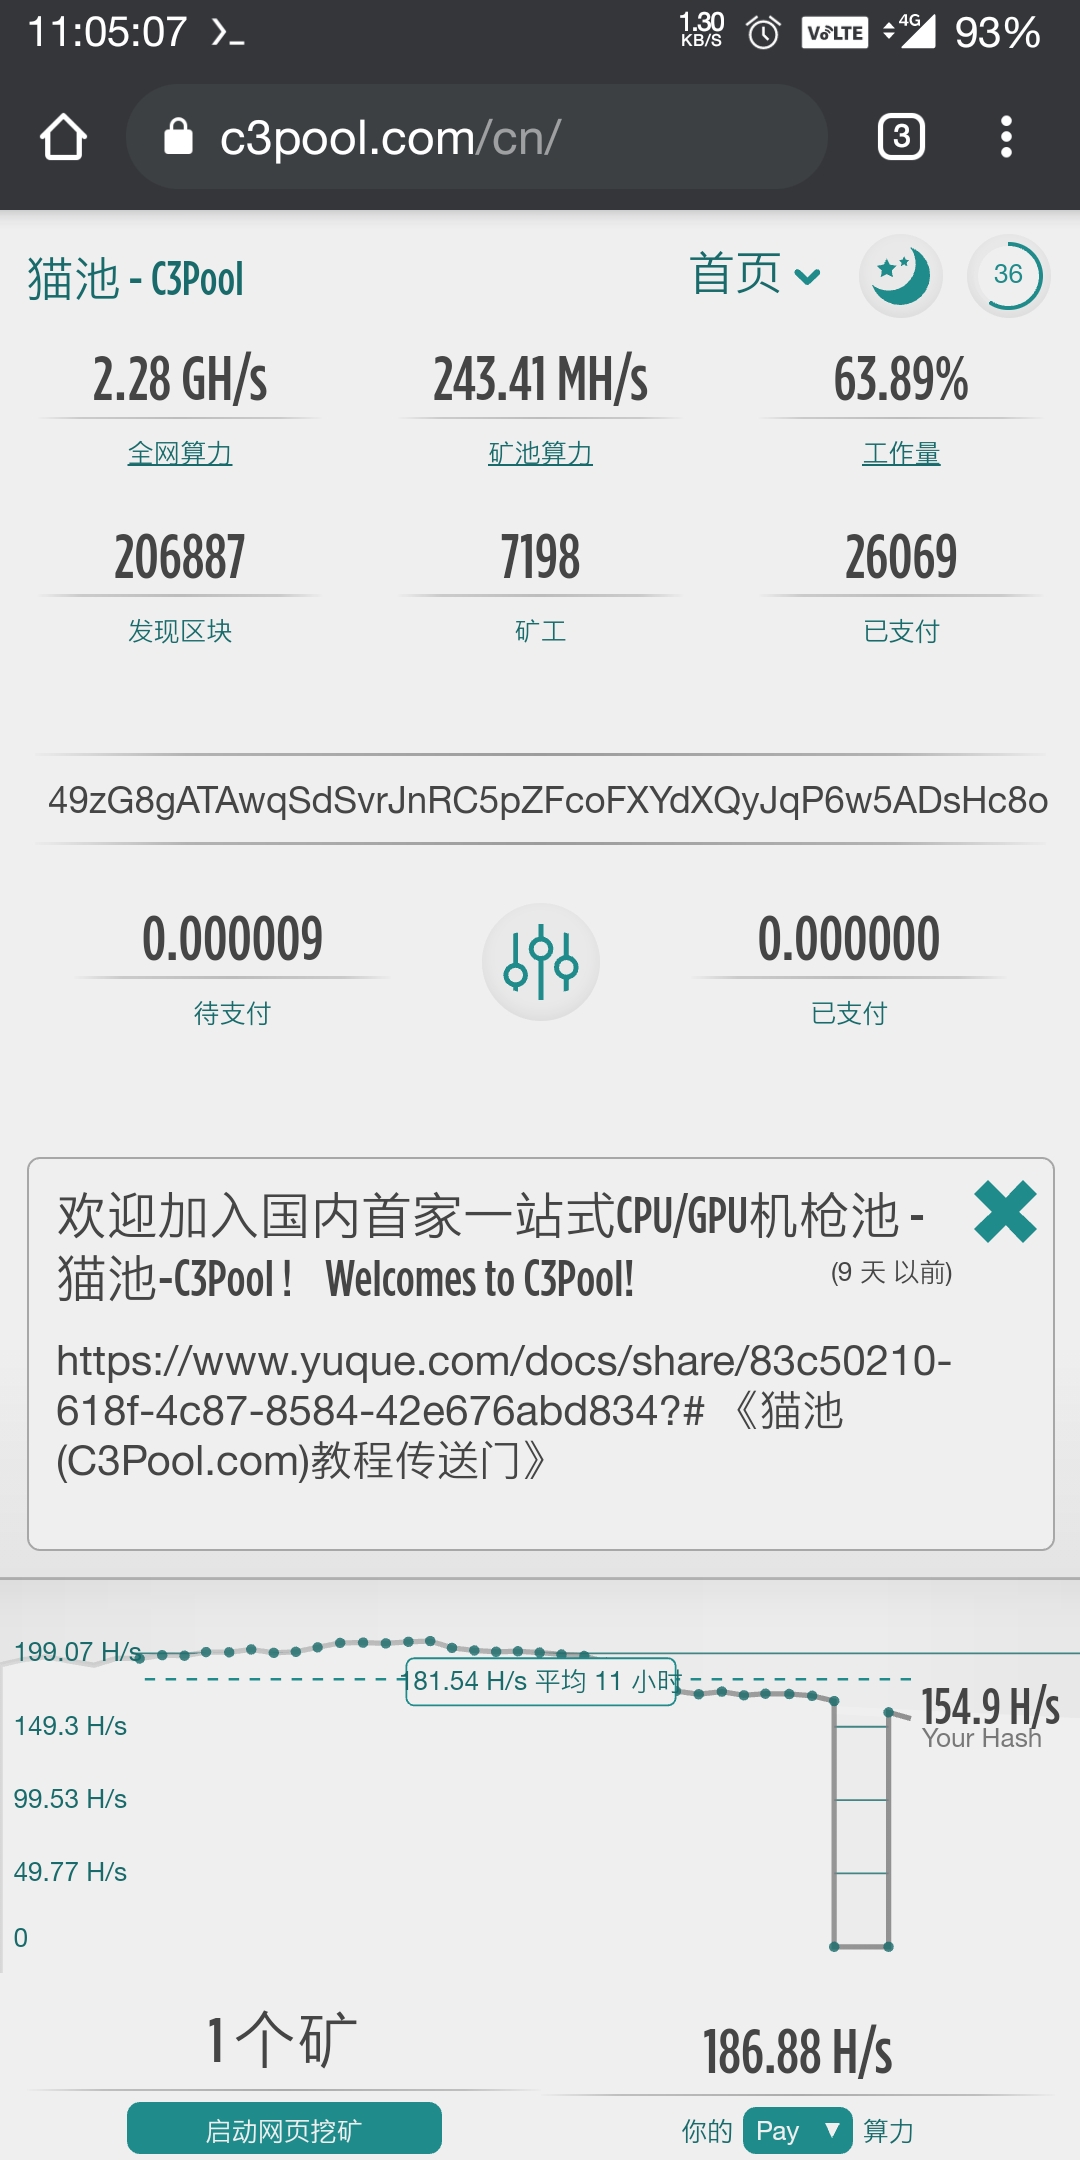 11:05:07 >_ 1.30 KB/S VoLTE 4G 93%
c3pool.com/cn/ 3
猫池 - C3Pool 首页 36
2.28 GH/s 243.41 MH/s 63.89%
全网算力 矿池算力 工作量
206887 7198 26069
发现区块 矿工 已支付
49zG8gATAwqSdSvrJnRC5pZFcoFXYdXQyJqP6w5ADsHc8o
0.000009 0.000000
待支付 已支付
欢迎加入国内首家一站式CPU/GPU机枪池 -
猫池-C3Pool！ Welcomes to C3Pool! (9 天 以前)
https://www.yuque.com/docs/share/83c50210-
618f-4c87-8584-42e676abd834?# 《猫池
(C3Pool.com)教程传送门》
199.07 H/s
181.54 H/s 平均 11 小时
154.9 H/s
149.3 H/s Your Hash
99.53 H/s
49.77 H/s
0
1 个矿 186.88 H/s
启动网页挖矿 你的 Pay ▼ 算力